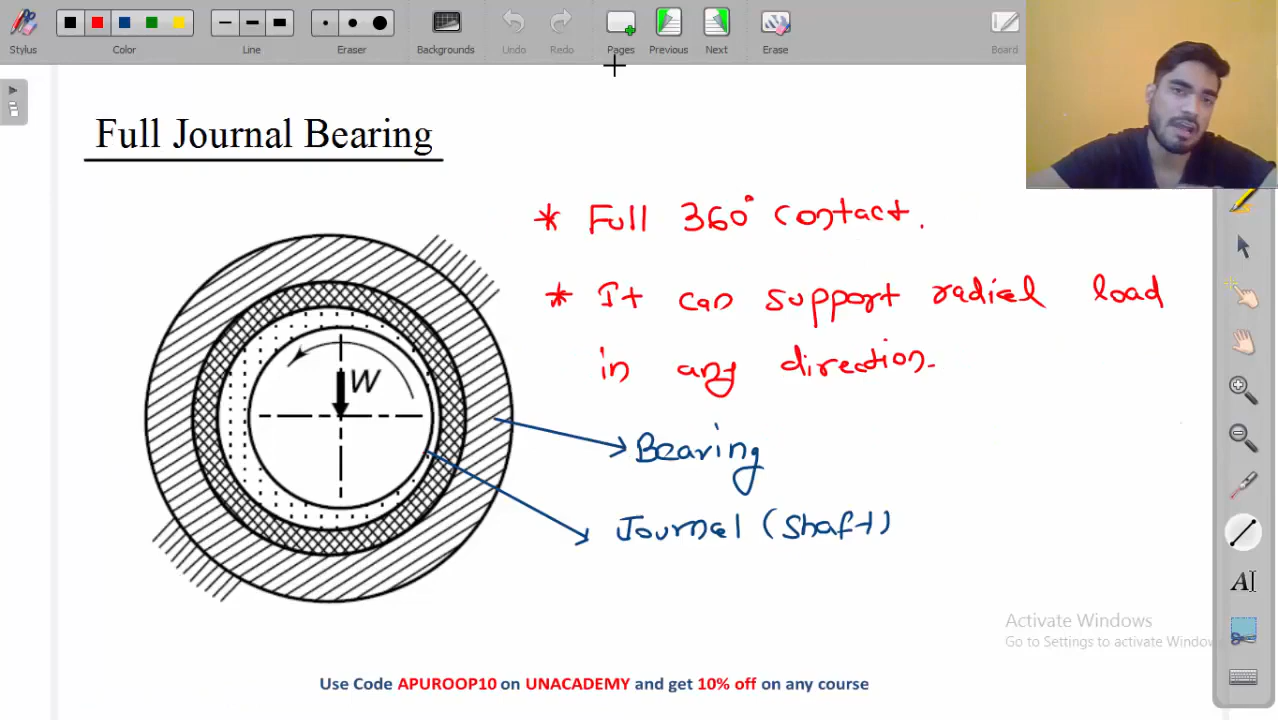 Stylus
Color
Line
Eraser
Backgrounds
Undo
Redo
Pages
Previous
Next
Erase
Board
Full Journal Bearing
* Full 360° contact.
* It can support radial load
in any direction.
W
Bearing
Journal (shaft)
AI
Activate Windows
Go to Settings to activate Window
Use Code APUROOP10 on UNACADEMY and get 10% off on any course